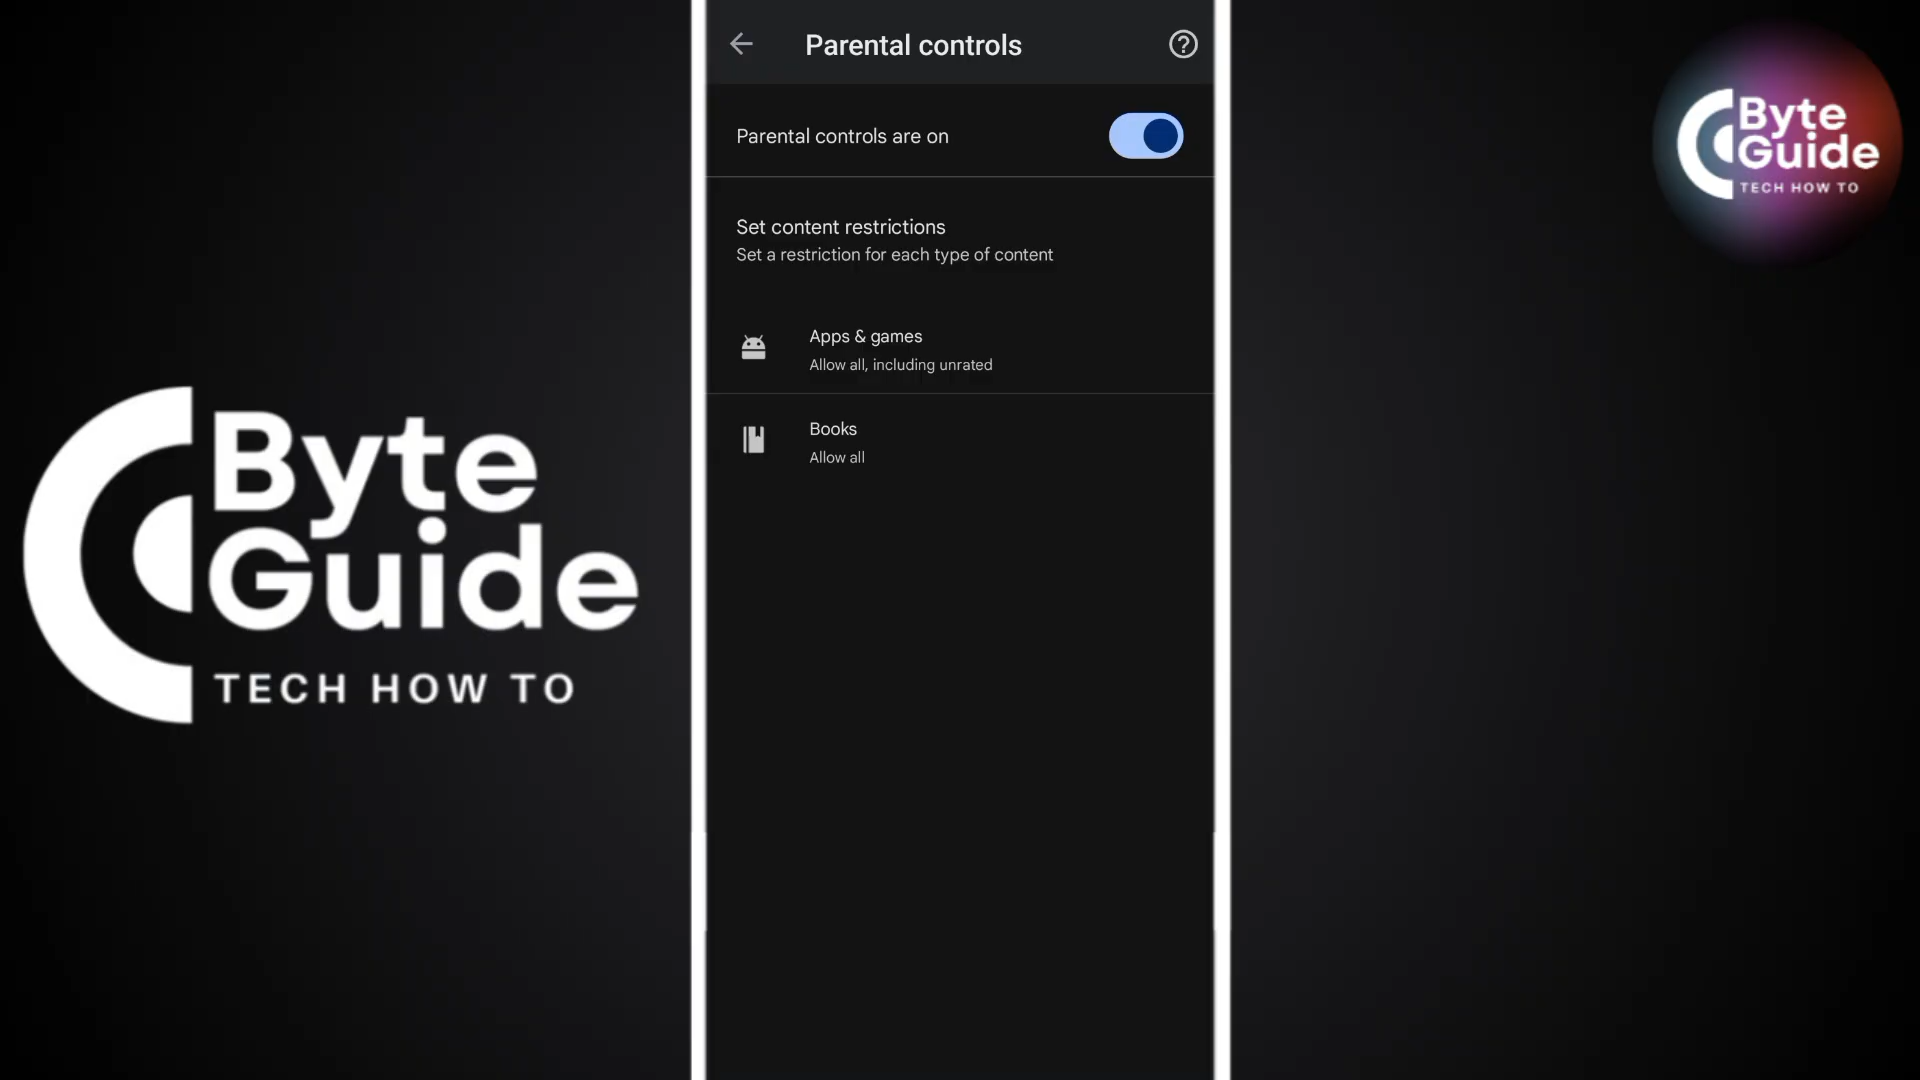 Parental controls
Parental controls are on
Set content restrictions
Set a restriction for each type of content
Apps & games
Allow all, including unrated
Books
Allow all
Byte
Guide
TECH HOW TO
Byte
Guide
TECH HOW TO